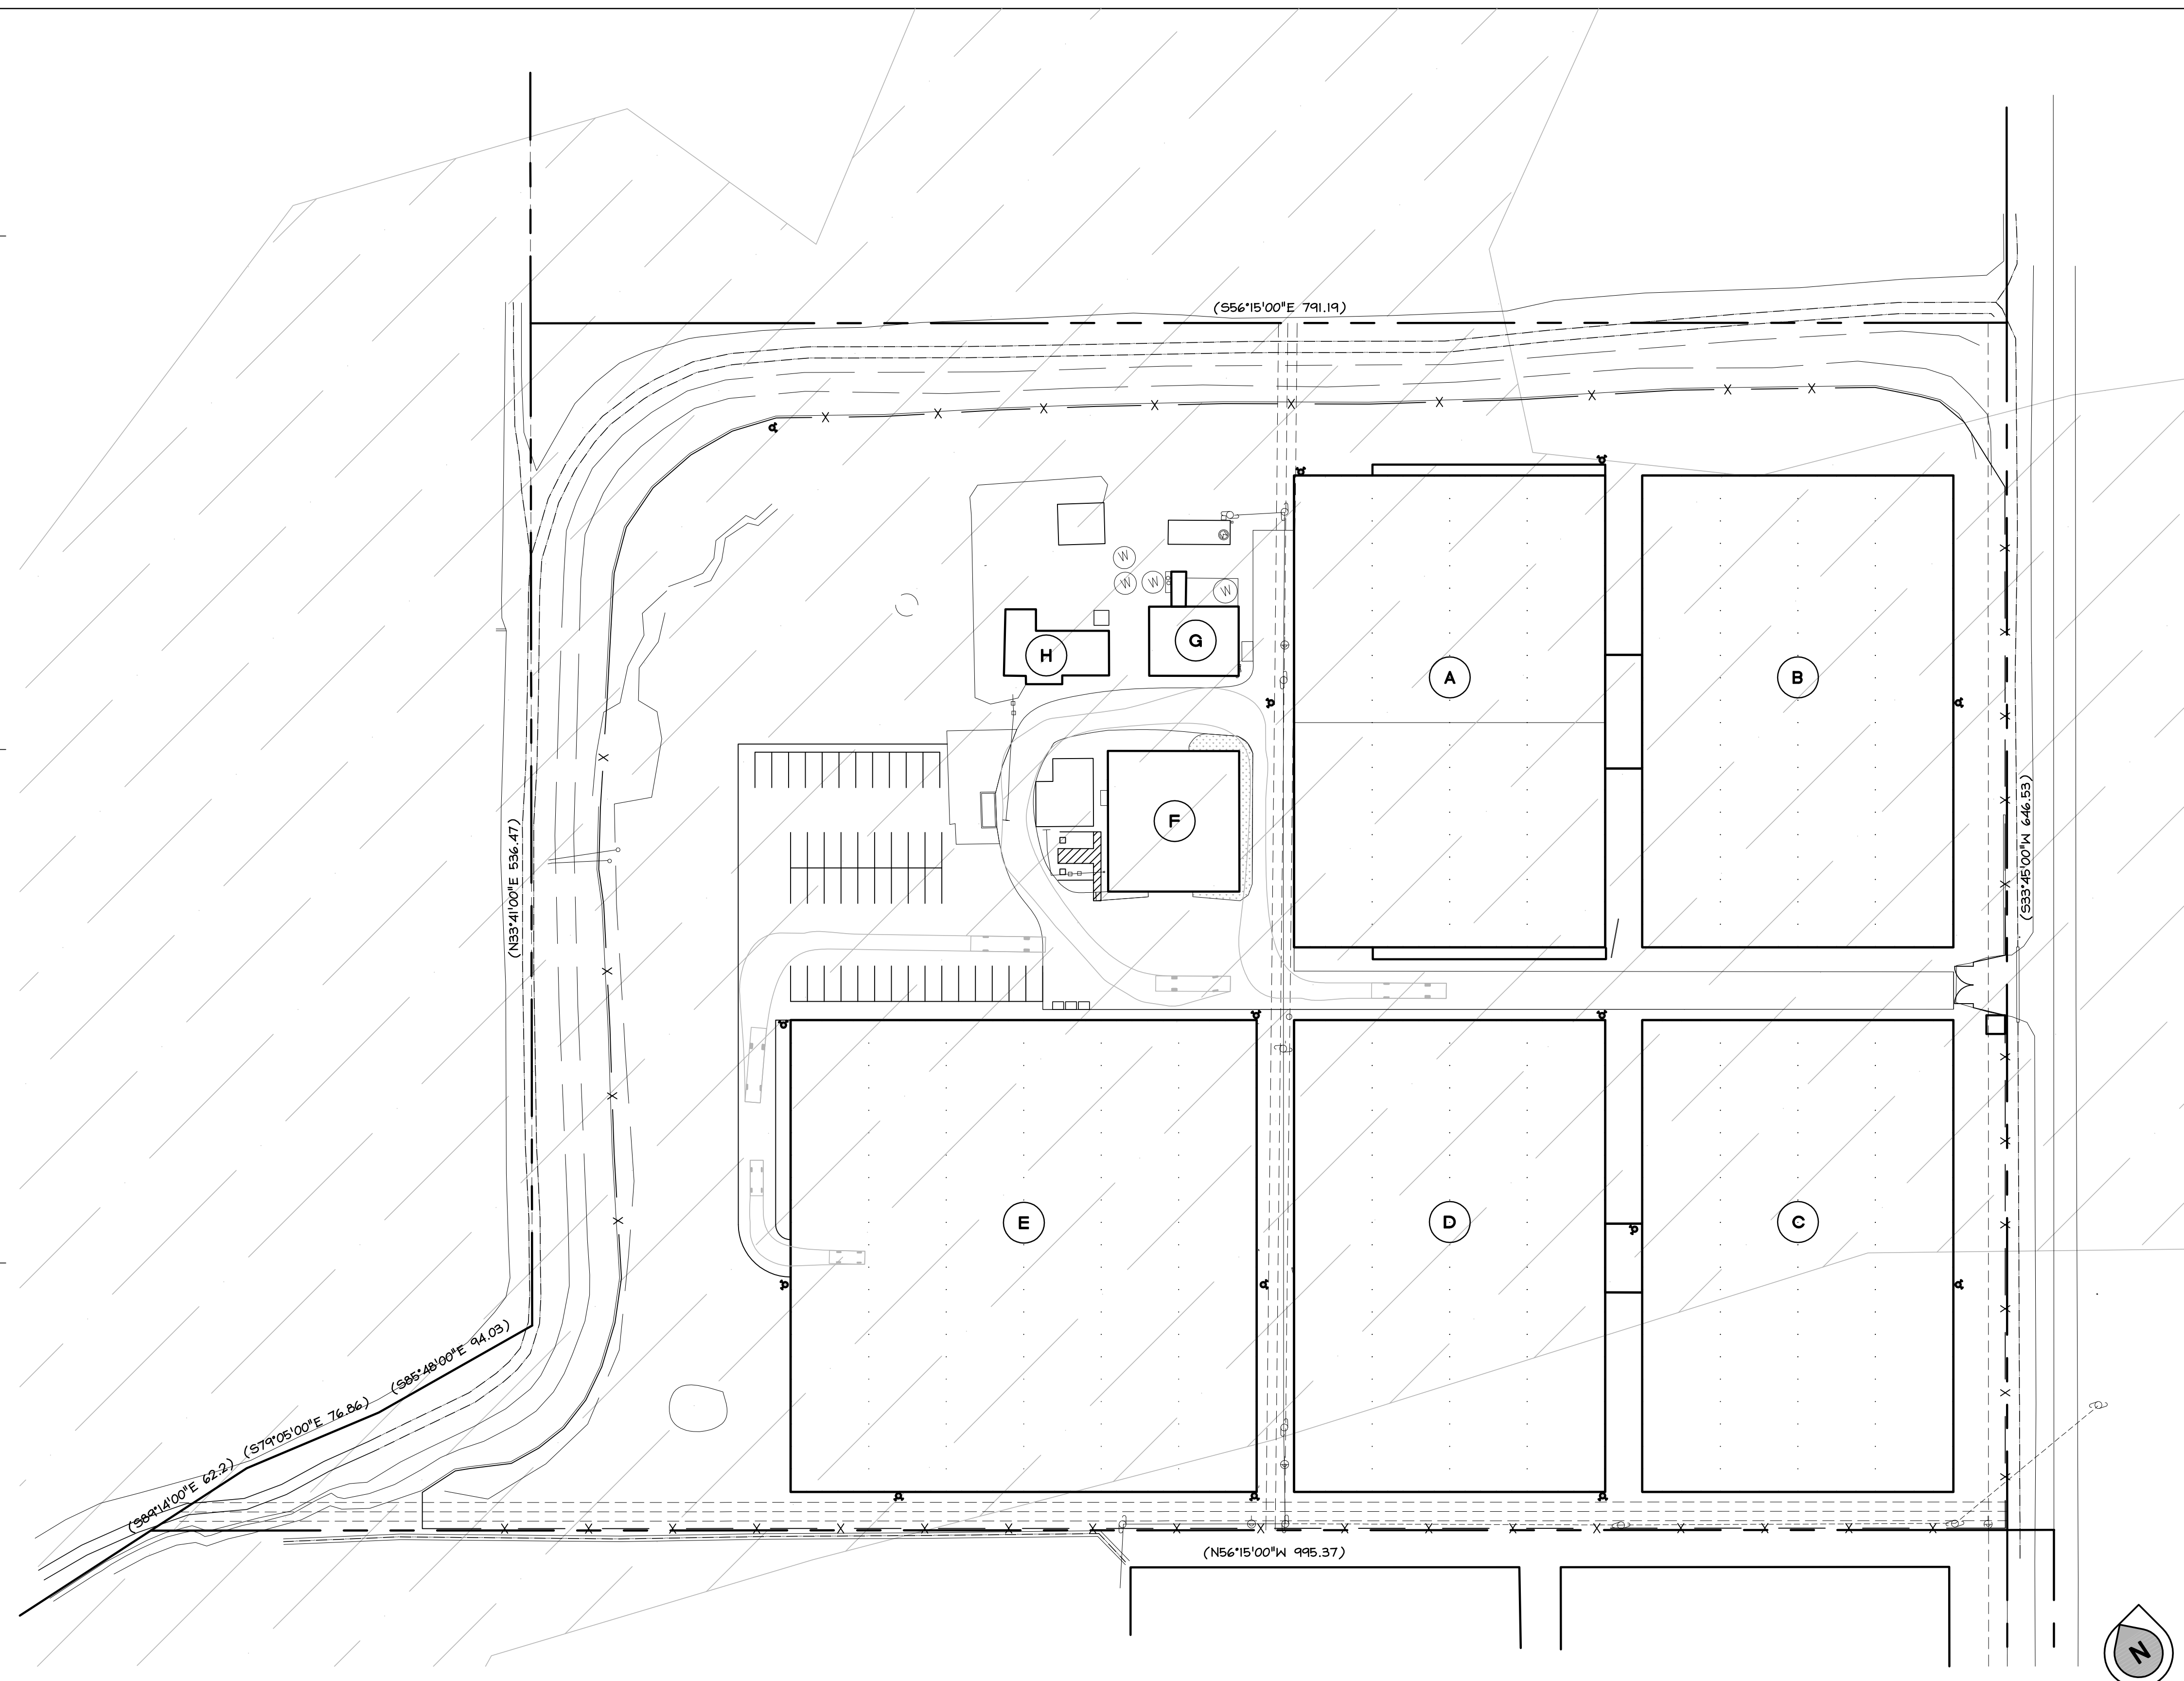 (S56°15'00"E 791.19)
W
W
W
W
G
H
A
B
F
(N33°41'00"E 536.47)
(S33°45'00"W 646.53)
E
D
C
(S85°48'00"E 94.03)
(S79°05'00"E 76.86)
(S89°14'00"E 62.2)
(N56°15'00"W 995.37)
N